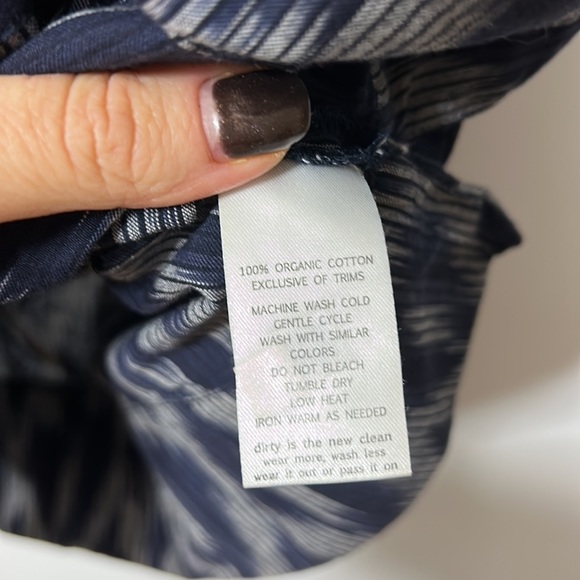 100% ORGANIC COTTON
EXCLUSIVE OF TRIMS
MACHINE WASH COLD
GENTLE CYCLE
WASH WITH SIMILAR
COLORS
DO NOT BLEACH
TUMBLE DRY
LOW HEAT
IRON WARM AS NEEDED
dirty is the new clean
wear more, wash less
wear it out or pass it on